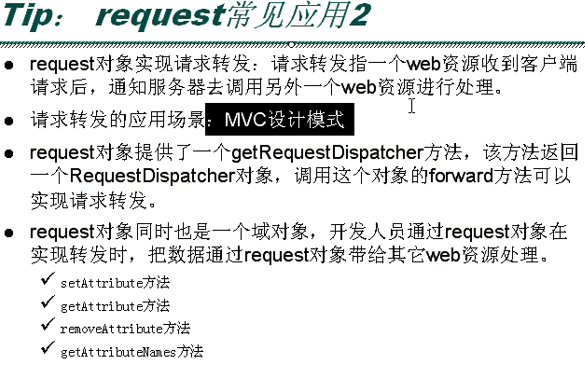 Tip： request常见应用2
request对象实现请求转发：请求转发指一个web资源收到客户端
请求后，通知服务器去调用另外一个web资源进行处理。
请求转发的应用场景：MVC设计模式
request对象提供了一个getRequestDispatcher方法，该方法返回
一个RequestDispatcher对象，调用这个对象的forward方法可以
实现请求转发。
request对象同时也是一个域对象，开发人员通过request对象在
实现转发时，把数据通过request对象带给其它web资源处理。
setAttribute方法
getAttribute方法
removeAttribute方法
getAttributeNames方法